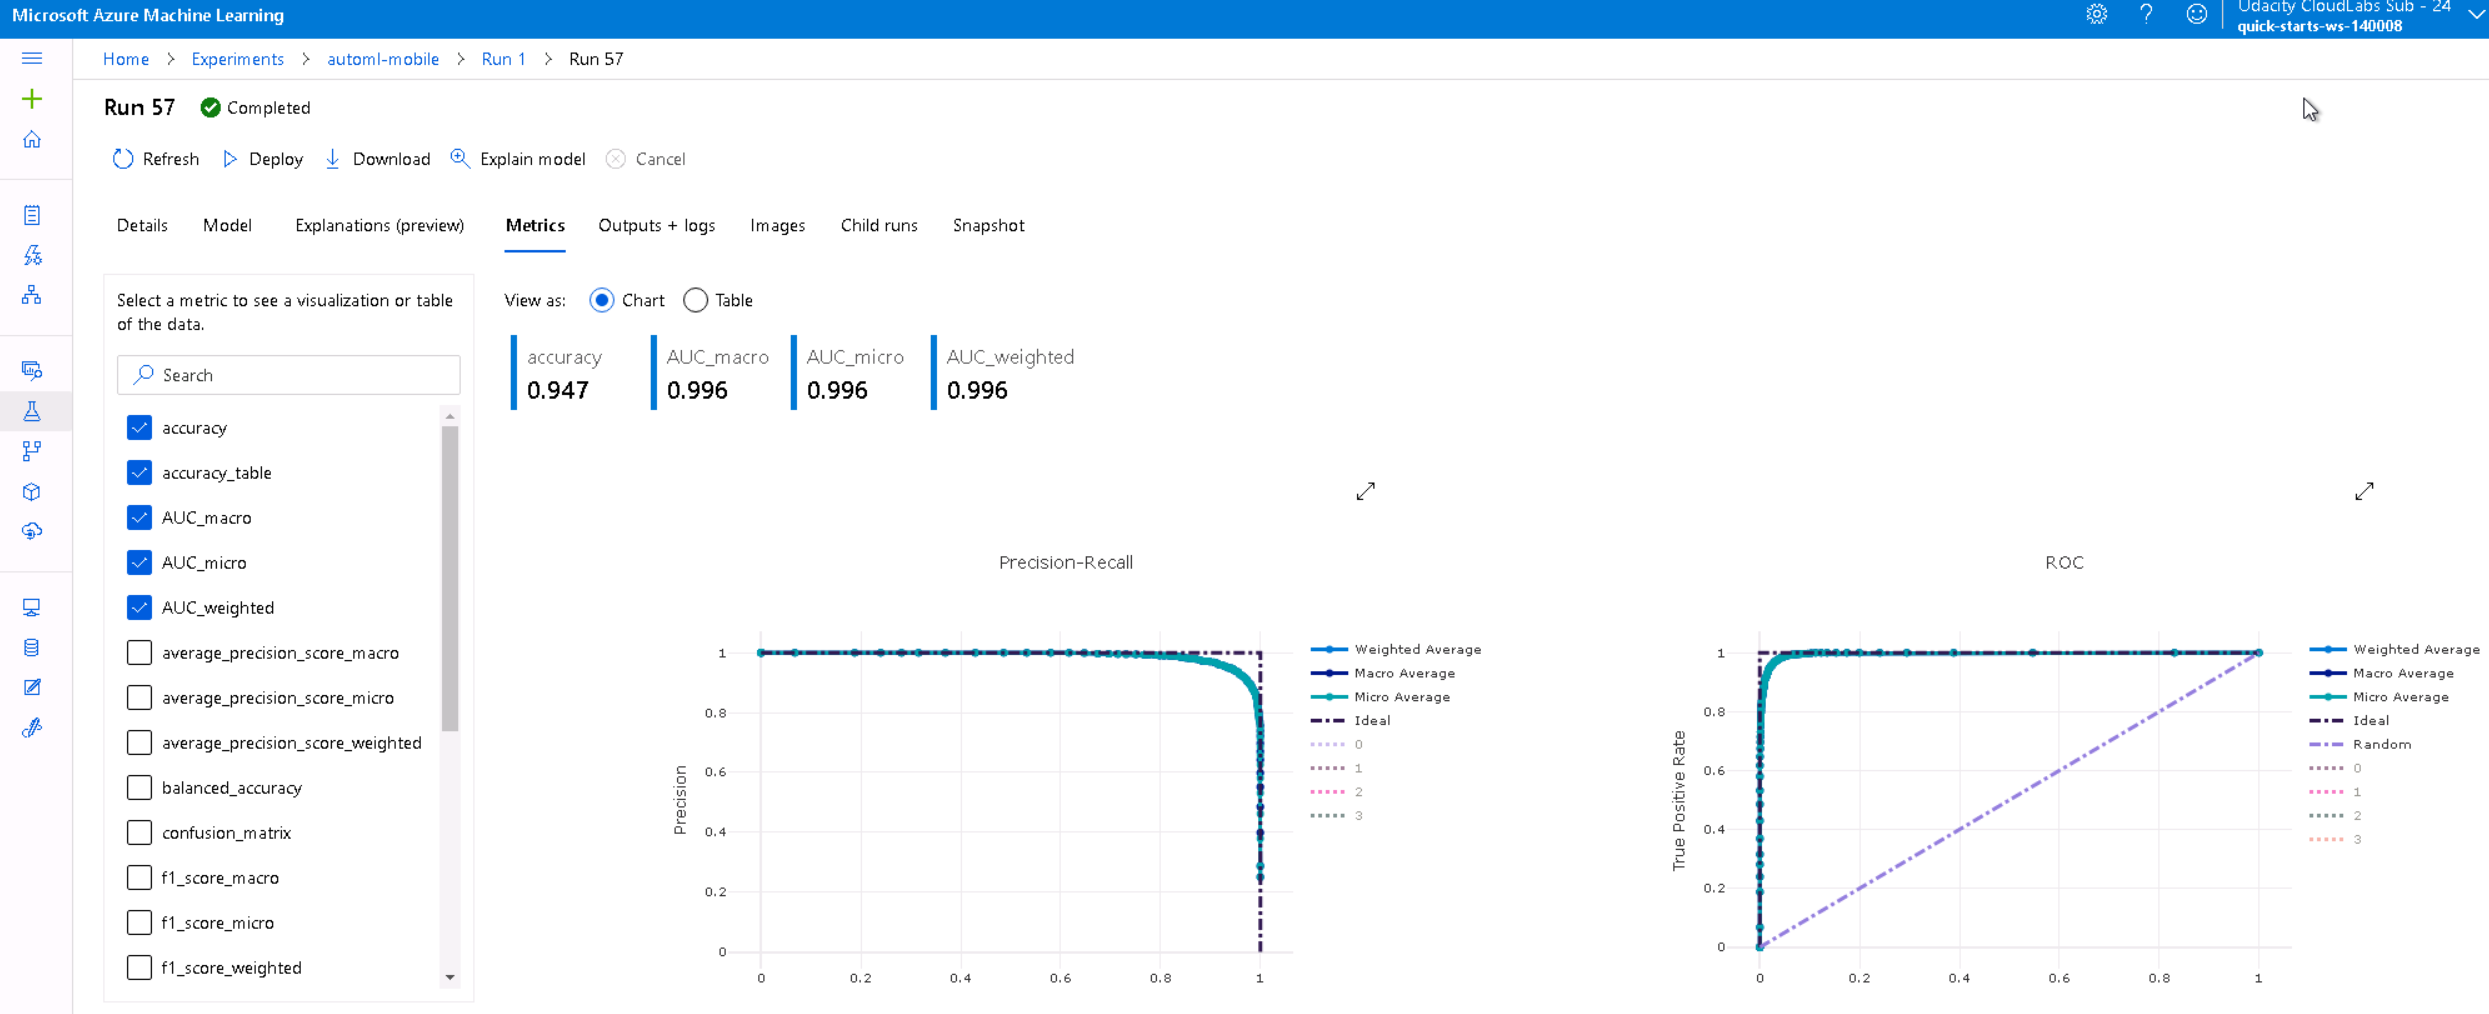 Microsoft Azure Machine Learning
Udacity CloudLabs Sub - 24
quick-starts-ws-140008
Home > Experiments > automl-mobile > Run 1 > Run 57
Run 57 Completed
Refresh Deploy Download Explain model Cancel
Details Model Explanations (preview) Metrics Outputs + logs Images Child runs Snapshot
Select a metric to see a visualization or table
of the data.
Search
accuracy
accuracy_table
AUC_macro
AUC_micro
AUC_weighted
average_precision_score_macro
average_precision_score_micro
average_precision_score_weighted
balanced_accuracy
confusion_matrix
f1_score_macro
f1_score_micro
f1_score_weighted
View as: Chart Table
accuracy AUC_macro AUC_micro AUC_weighted
0.947 0.996 0.996 0.996
Precision-Recall
Precision
1
0.8
0.6
0.4
0.2
0
0 0.2 0.4 0.6 0.8 1
Weighted Average
Macro Average
Micro Average
Ideal
0
1
2
3
ROC
True Positive Rate
1
0.8
0.6
0.4
0.2
0
0 0.2 0.4 0.6 0.8 1
Weighted Average
Macro Average
Micro Average
Ideal
Random
0
1
2
3